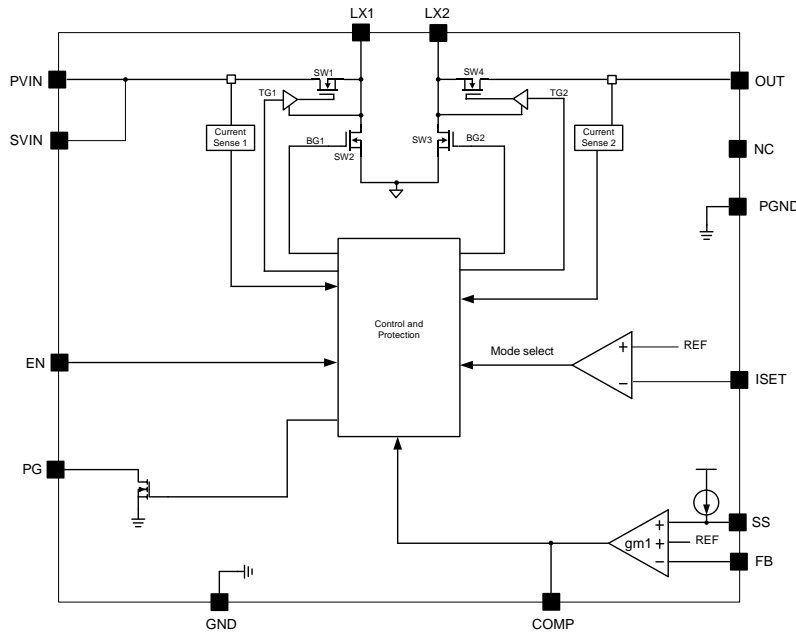 LX1 LX2
PVIN
SW1
SW4
OUT
TG1
TG2
Current
Sense 1
Current
Sense 2
SVIN
BG1
SW2
SW3
BG2
NC
PGND
Control and
Protection
EN
Mode select
+
REF
−
ISET
PG
SS
+
gm1 +
REF
−
FB
GND
COMP